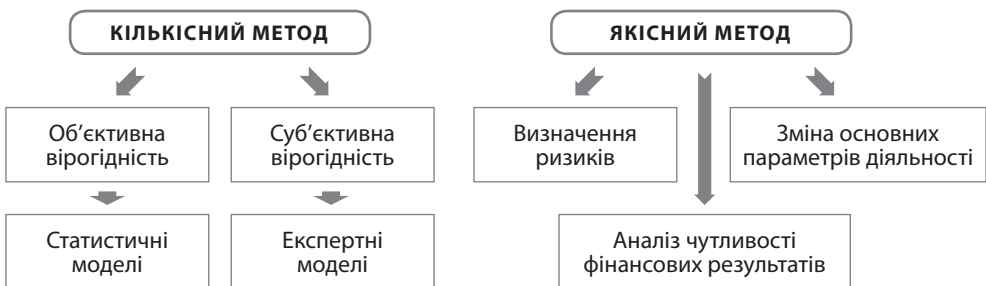 КІЛЬКІСНИЙ МЕТОД
Об’єктивна
вірогідність
Суб’єктивна
вірогідність
Статистичні
моделі
Експертні
моделі
ЯКІСНИЙ МЕТОД
Визначення
ризиків
Зміна основних
параметрів діяльності
Аналіз чутливості
фінансових результатів